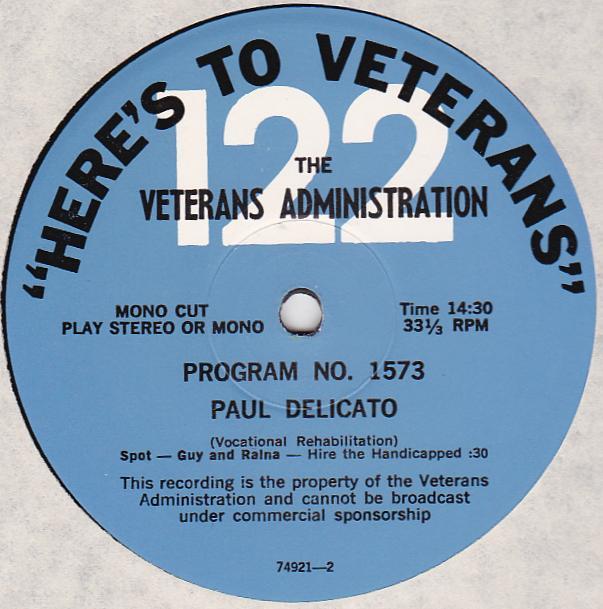 "HERE'S TO VETERANS"
122
THE
VETERANS ADMINISTRATION
MONO CUT
PLAY STEREO OR MONO
Time 14:30
33⅓ RPM
PROGRAM NO. 1573
PAUL DELICATO
(Vocational Rehabilitation)
Spot — Guy and Raina — Hire the Handicapped :30
This recording is the property of the Veterans
Administration and cannot be broadcast
under commercial sponsorship
74921—2